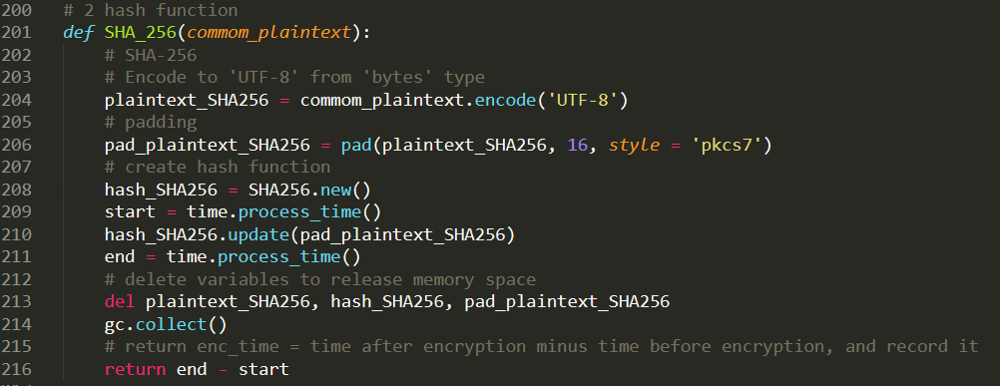 200 # 2 hash function
201 def SHA_256(commom_plaintext):
202 # SHA-256
203 # Encode to 'UTF-8' from 'bytes' type
204 plaintext_SHA256 = commom_plaintext.encode('UTF-8')
205 # padding
206 pad_plaintext_SHA256 = pad(plaintext_SHA256, 16, style = 'pkcs7')
207 # create hash function
208 hash_SHA256 = SHA256.new()
209 start = time.process_time()
210 hash_SHA256.update(pad_plaintext_SHA256)
211 end = time.process_time()
212 # delete variables to release memory space
213 del plaintext_SHA256, hash_SHA256, pad_plaintext_SHA256
214 gc.collect()
215 # return enc_time = time after encryption minus time before encryption, and record it
216 return end - start